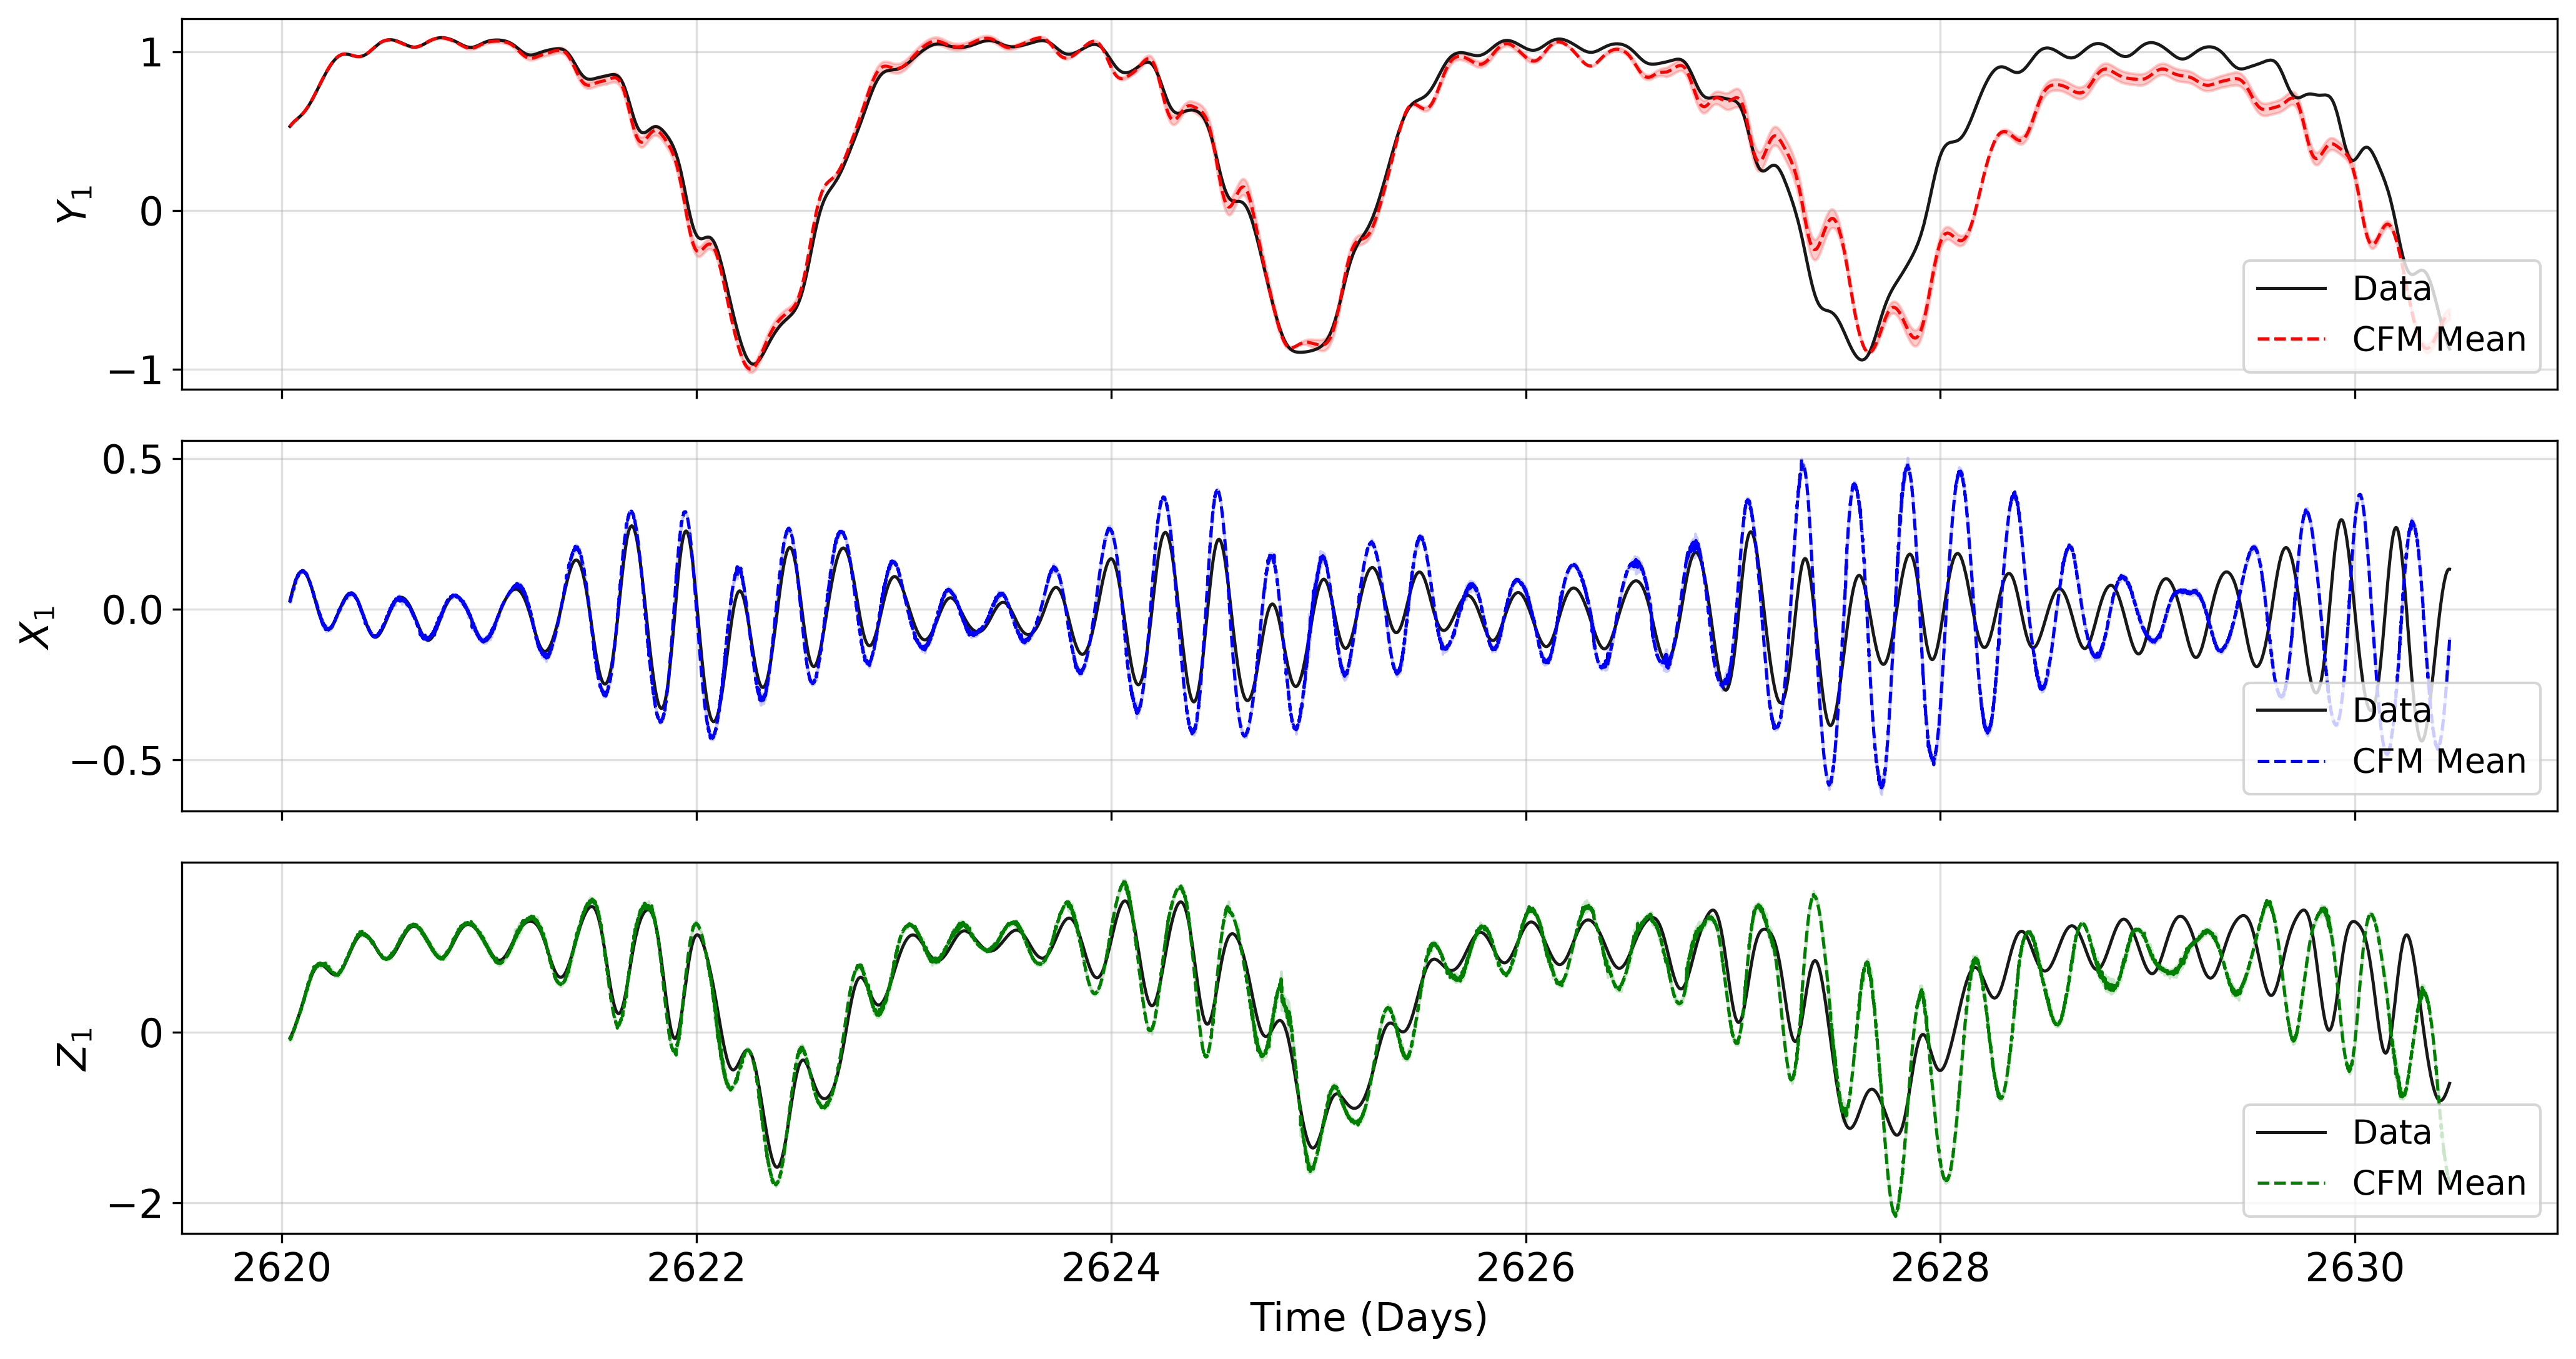 1
0
−1
Y1
Data
CFM Mean
0.5
0.0
−0.5
X1
Data
CFM Mean
0
−2
Z1
Data
CFM Mean
2620 2622 2624 2626 2628 2630
Time (Days)